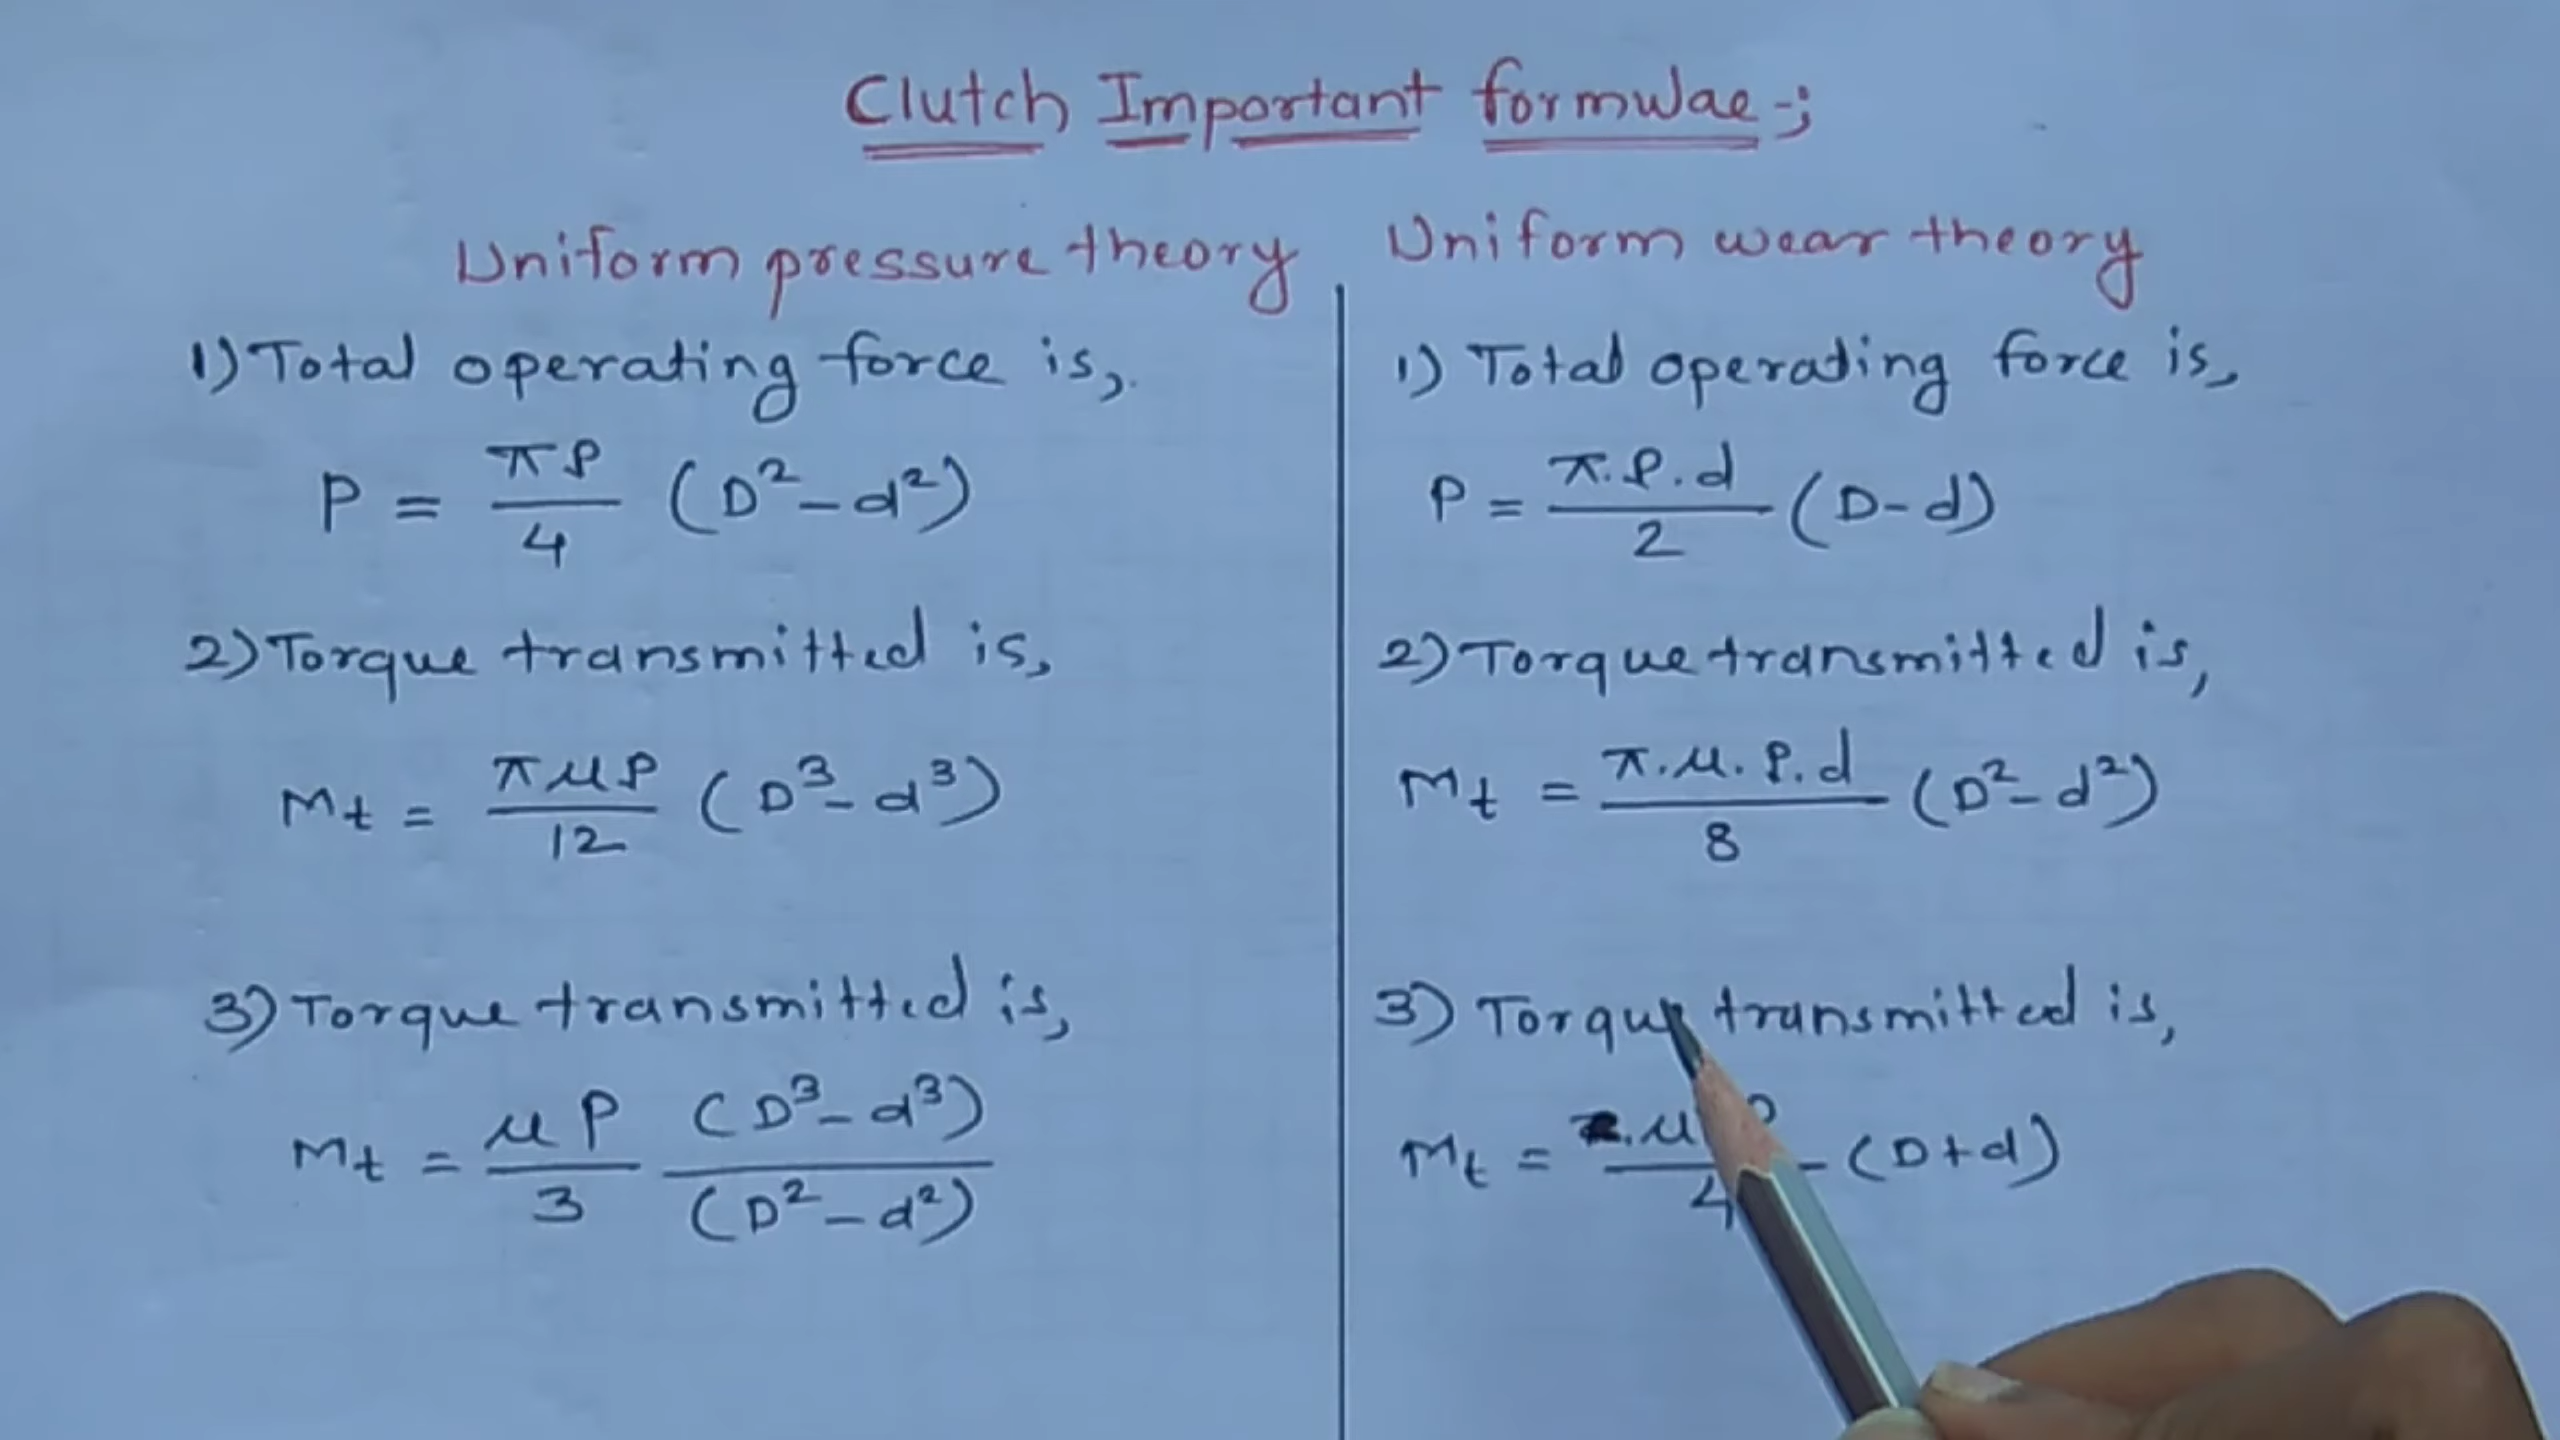 Clutch Important formulae-;
Uniform pressure theory
1) Total operating force is,
P = πp/4 (D²-d²)
2) Torque transmitted is,
Mt = πμp/12 (D³-d³)
3) Torque transmitted is,
Mt = μP/3 (D³-d³)/(D²-d²)
Uniform wear theory
1) Total operating force is,
P = π.p.d/2 (D-d)
2) Torque transmitted is,
Mt = π.μ.p.d/8 (D²-d²)
3) Torque transmitted is,
Mt = μ /4 (D+d)